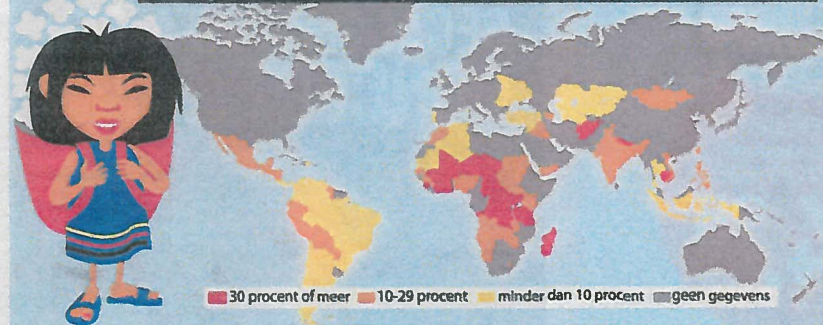 30 procent of meer 10-29 procent minder dan 10 procent geen gegevens